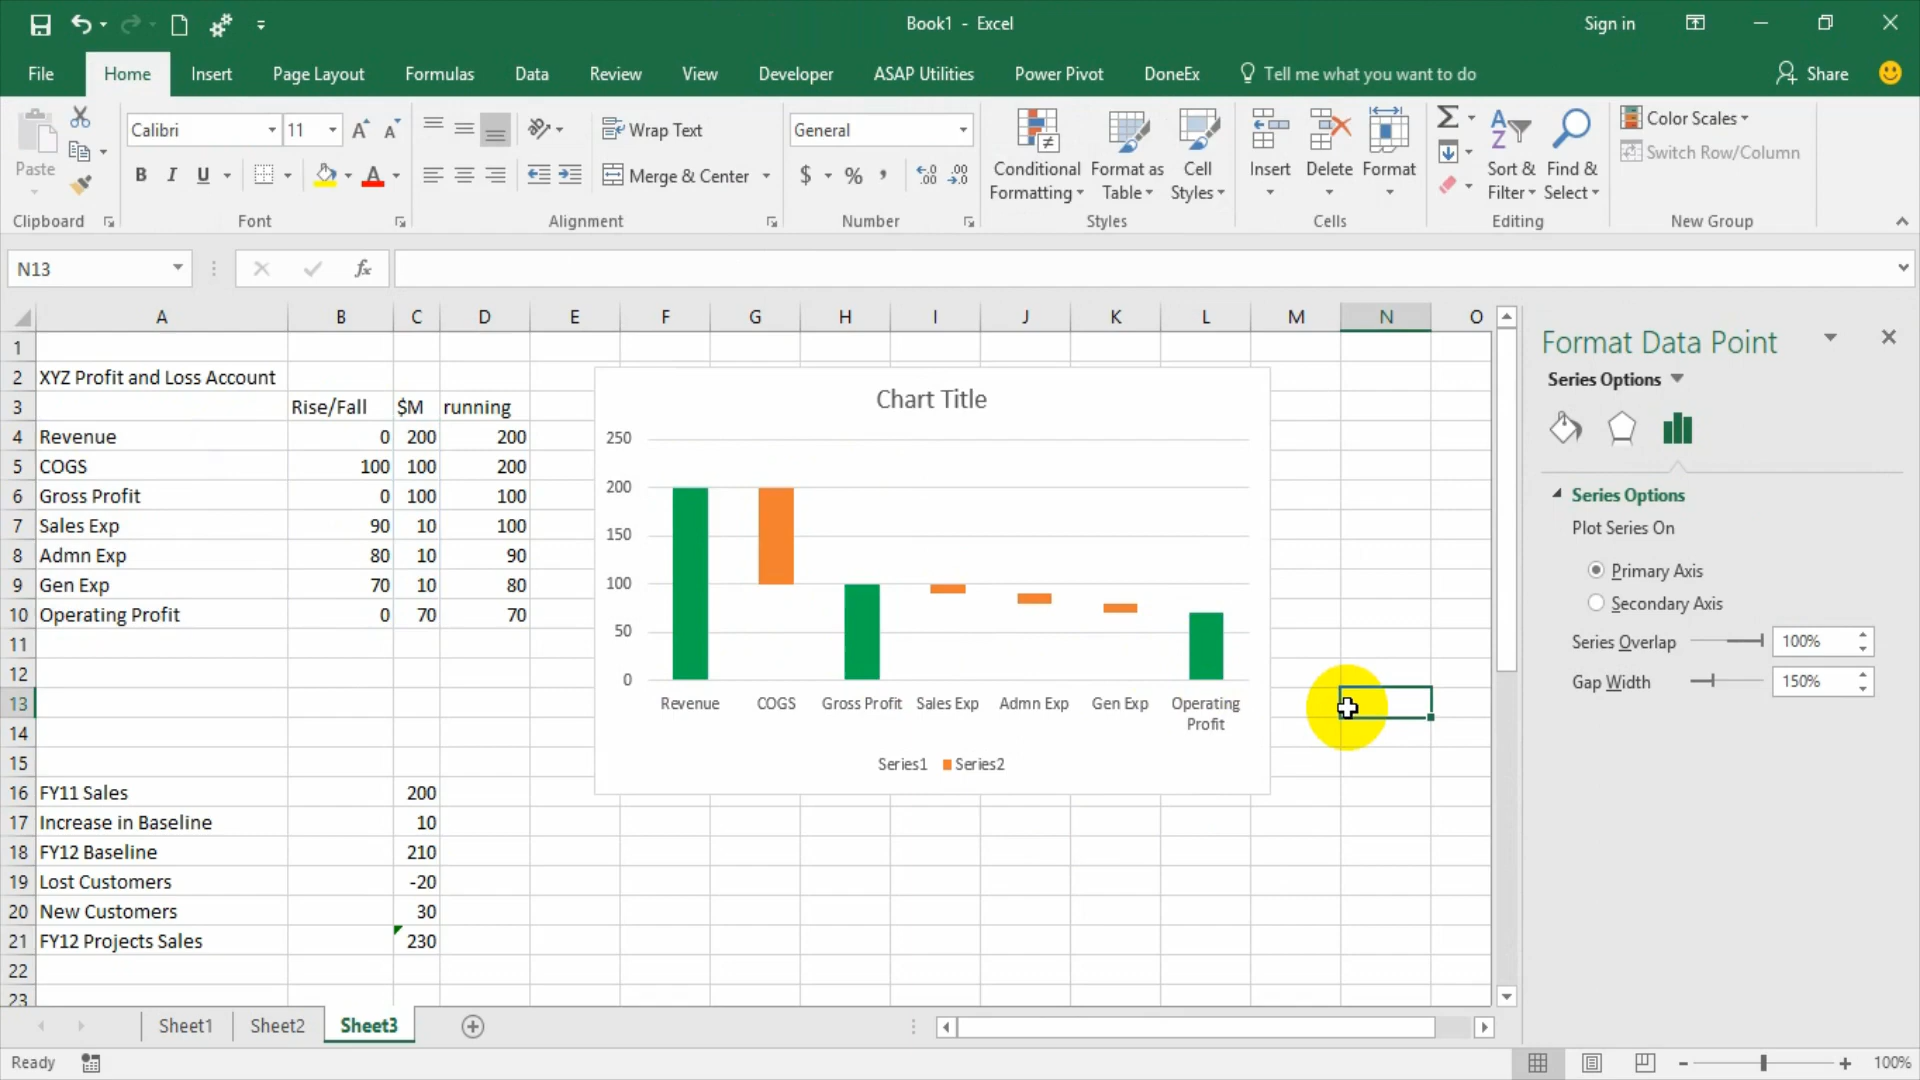 Book1 - Excel
Sign in
File Home Insert Page Layout Formulas Data Review View Developer ASAP Utilities Power Pivot DoneEx Tell me what you want to do Share
Paste
Calibri 11
B I U
Wrap Text
Merge & Center
General
$ % ,
Conditional Formatting
Format as Table
Cell Styles
Insert Delete Format
Sort & Filter
Find & Select
Color Scales
Switch Row/Column
Clipboard Font Alignment Number Styles Cells Editing New Group
N13 fx
A B C D E F G H I J K L M N O
1
2 XYZ Profit and Loss Account
3 Rise/Fall $M running
4 Revenue 0 200 200
5 COGS 100 100 200
6 Gross Profit 0 100 100
7 Sales Exp 90 10 100
8 Admn Exp 80 10 90
9 Gen Exp 70 10 80
10 Operating Profit 0 70 70
11
12
13
14
15
16 FY11 Sales 200
17 Increase in Baseline 10
18 FY12 Baseline 210
19 Lost Customers -20
20 New Customers 30
21 FY12 Projects Sales 230
22
23
Chart Title
250
200
150
100
50
0
Revenue COGS Gross Profit Sales Exp Admn Exp Gen Exp Operating Profit
Series1 Series2
Format Data Point
Series Options
Series Options
Plot Series On
Primary Axis
Secondary Axis
Series Overlap 100%
Gap Width 150%
Sheet1 Sheet2 Sheet3
Ready
100%